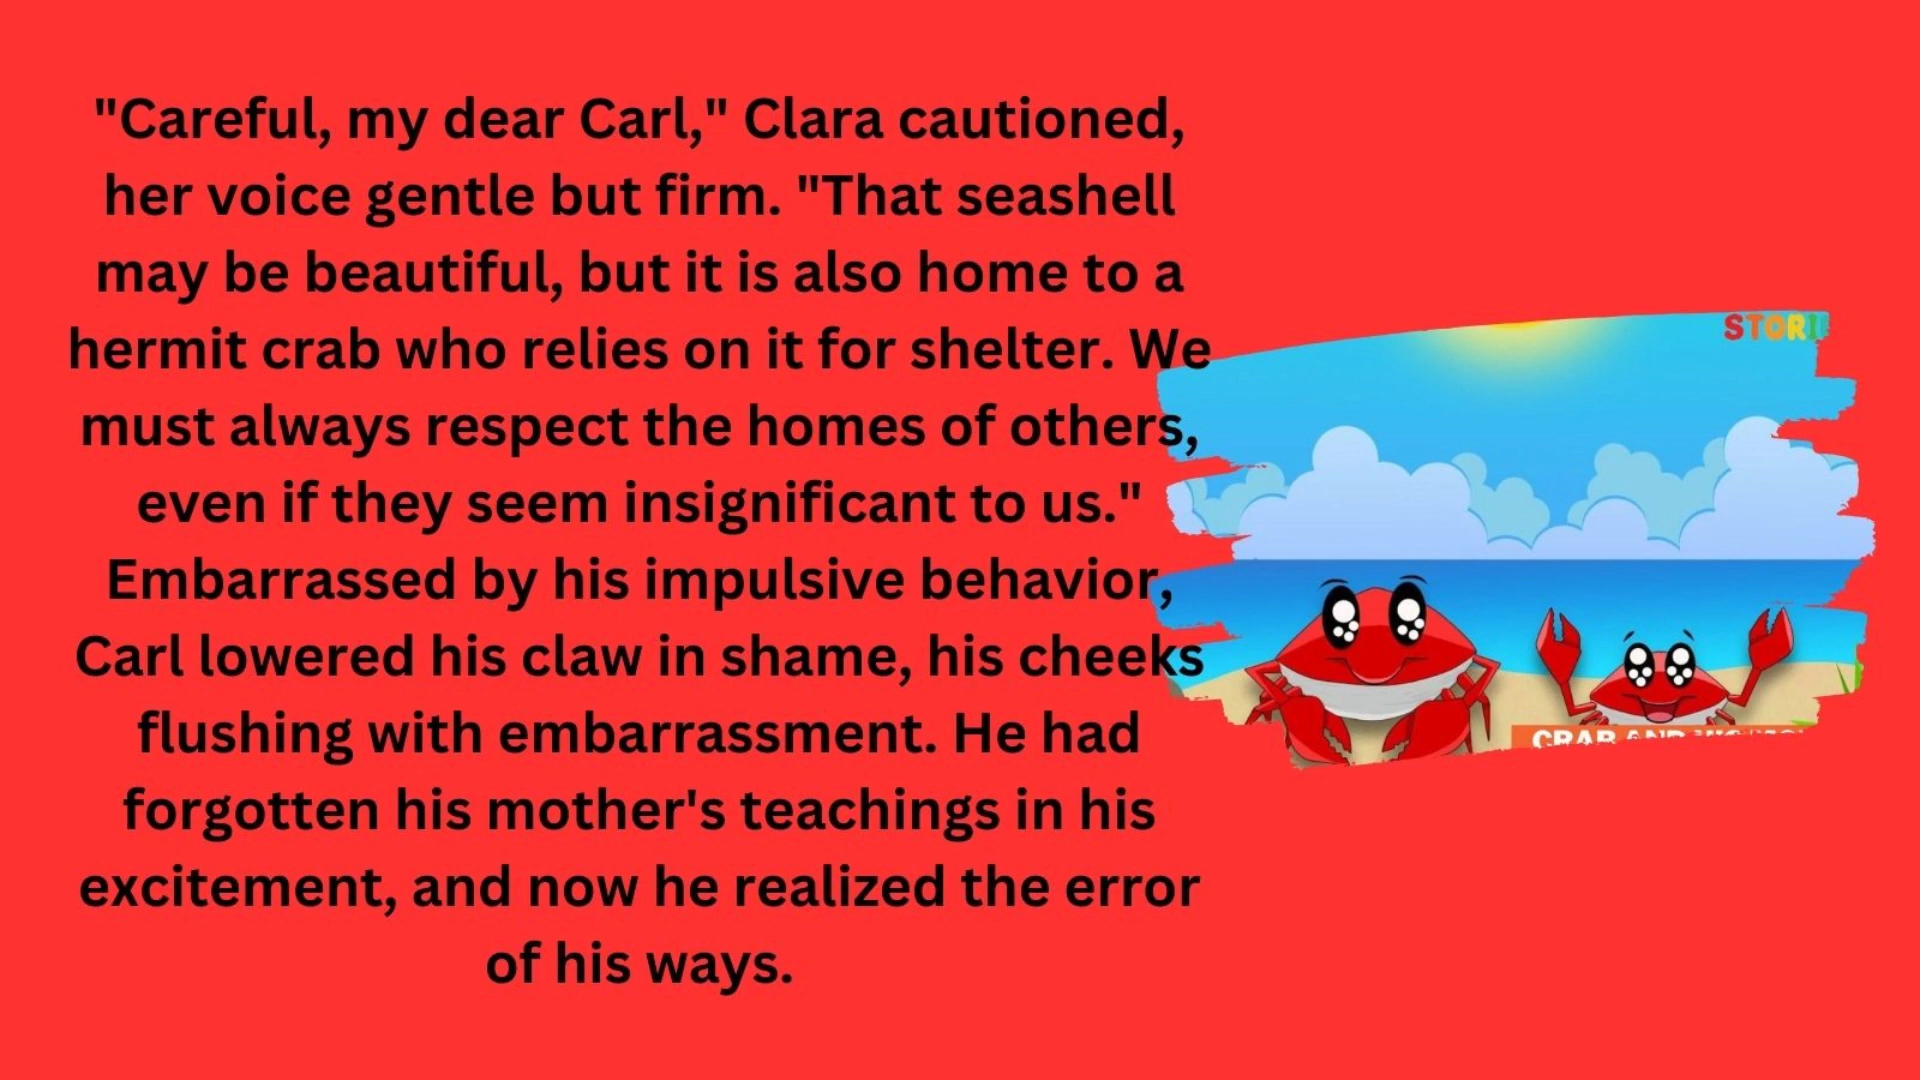 "Careful, my dear Carl," Clara cautioned,
her voice gentle but firm. "That seashell
may be beautiful, but it is also home to a
hermit crab who relies on it for shelter. We
must always respect the homes of others,
even if they seem insignificant to us."
Embarrassed by his impulsive behavior,
Carl lowered his claw in shame, his cheeks
flushing with embarrassment. He had
forgotten his mother's teachings in his
excitement, and now he realized the error
of his ways.
STORI
CRAB AND